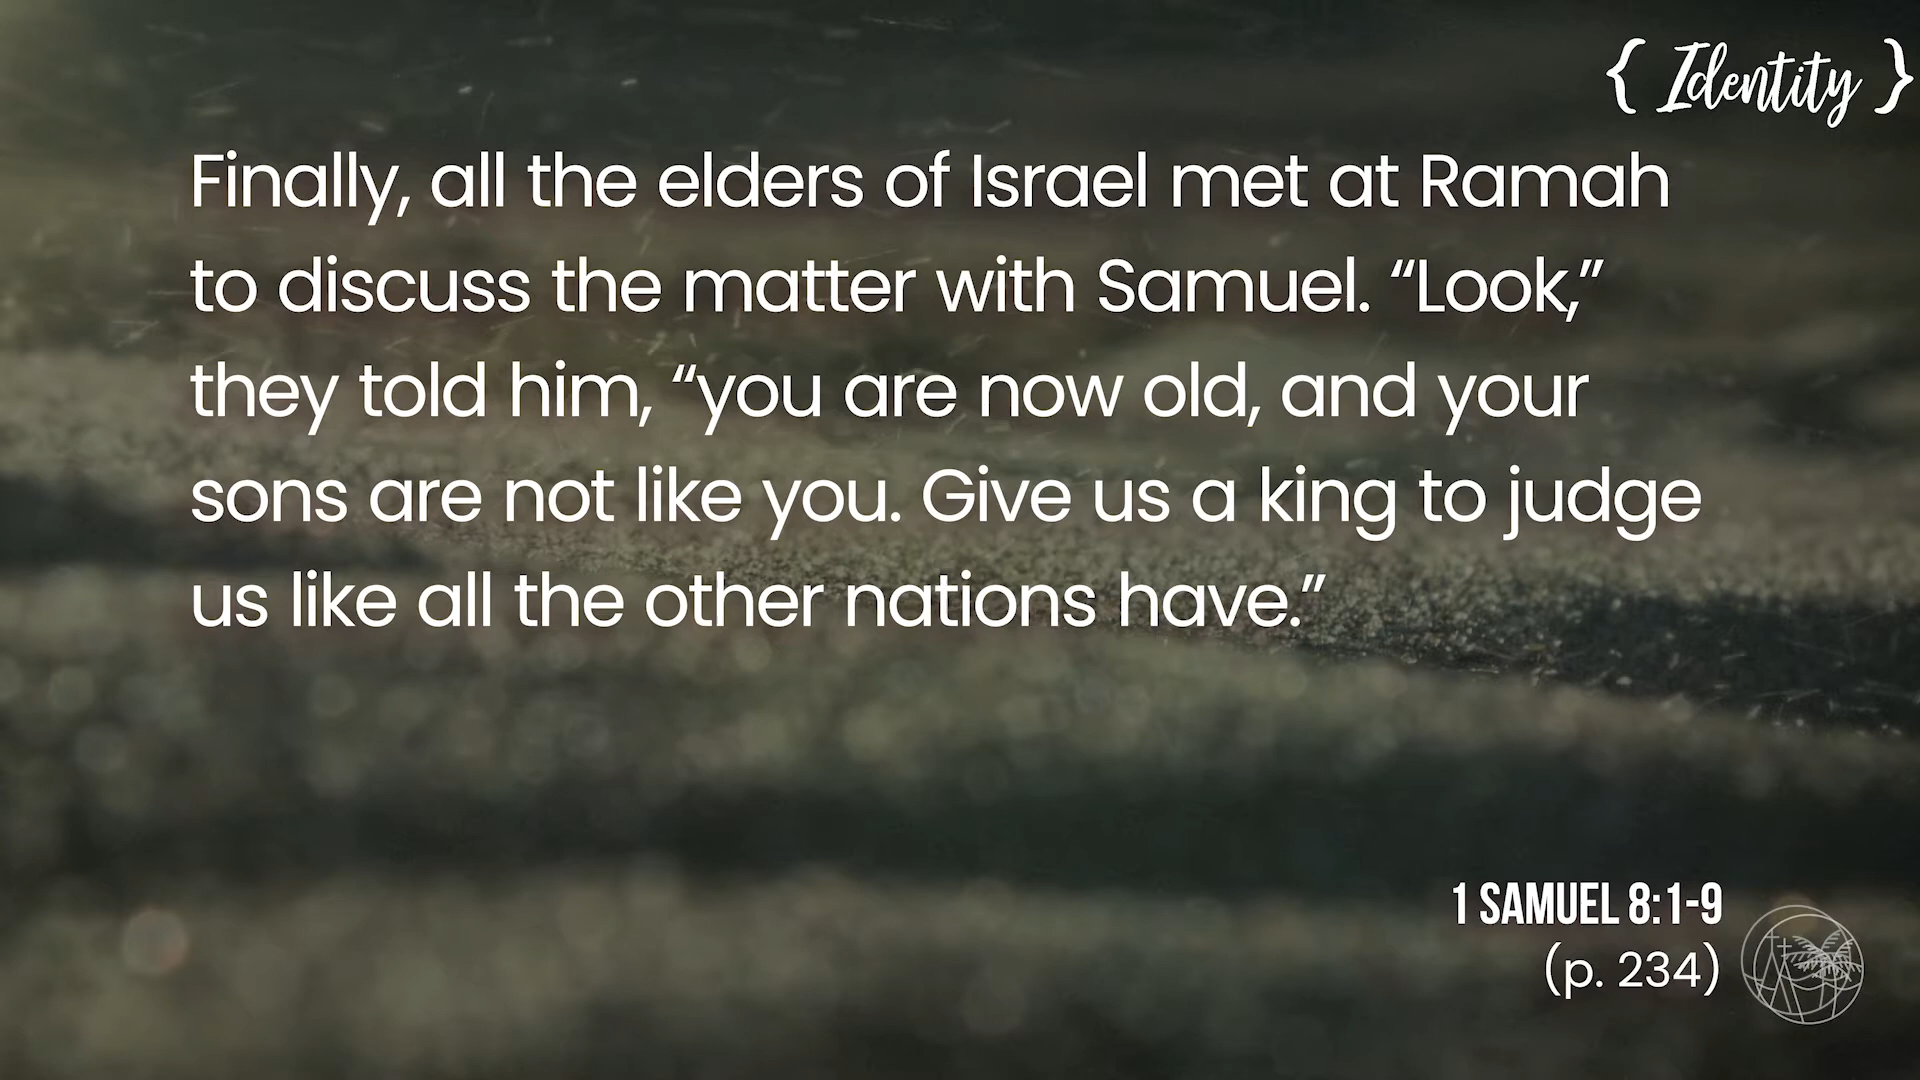 { Identity }
Finally, all the elders of Israel met at Ramah
to discuss the matter with Samuel. “Look,”
they told him, “you are now old, and your
sons are not like you. Give us a king to judge
us like all the other nations have.”
1 SAMUEL 8:1-9
(p. 234)